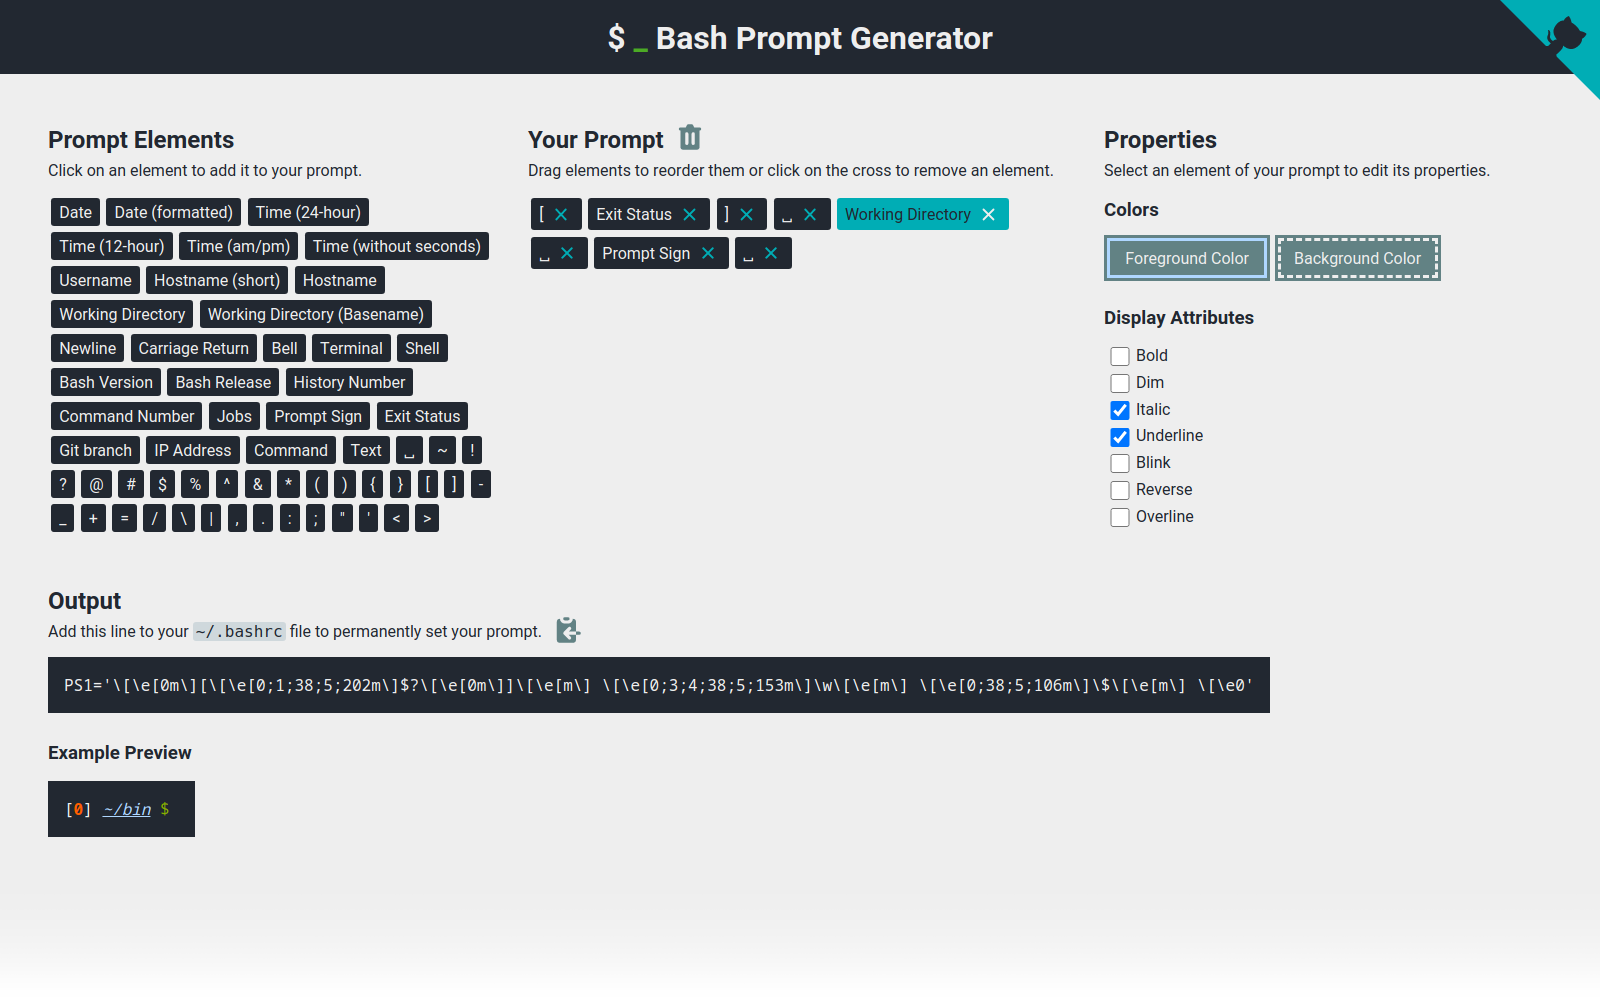 $ _ Bash Prompt Generator
Prompt Elements
Click on an element to add it to your prompt.
Date Date (formatted) Time (24-hour)
Time (12-hour) Time (am/pm) Time (without seconds)
Username Hostname (short) Hostname
Working Directory Working Directory (Basename)
Newline Carriage Return Bell Terminal Shell
Bash Version Bash Release History Number
Command Number Jobs Prompt Sign Exit Status
Git branch IP Address Command Text ⎵ ~ !
? @ # $ % ^ & * ( ) { } [ ] -
_ + = / \ | , . : ; " ' < >
Your Prompt
Drag elements to reorder them or click on the cross to remove an element.
[ Exit Status ] ⎵ Working Directory
⎵ Prompt Sign ⎵
Properties
Select an element of your prompt to edit its properties.
Colors
Foreground Color Background Color
Display Attributes
Bold
Dim
Italic
Underline
Blink
Reverse
Overline
Output
Add this line to your ~/.bashrc file to permanently set your prompt.
PS1='\[\e[0m\][\[\e[0;1;38;5;202m\]$?\[\e[0m\]]\[\e[m\] \[\e[0;3;4;38;5;153m\]\w\[\e[m\] \[\e[0;38;5;106m\]\$\[\e[m\] \[\e0'
Example Preview
[0] ~/bin $